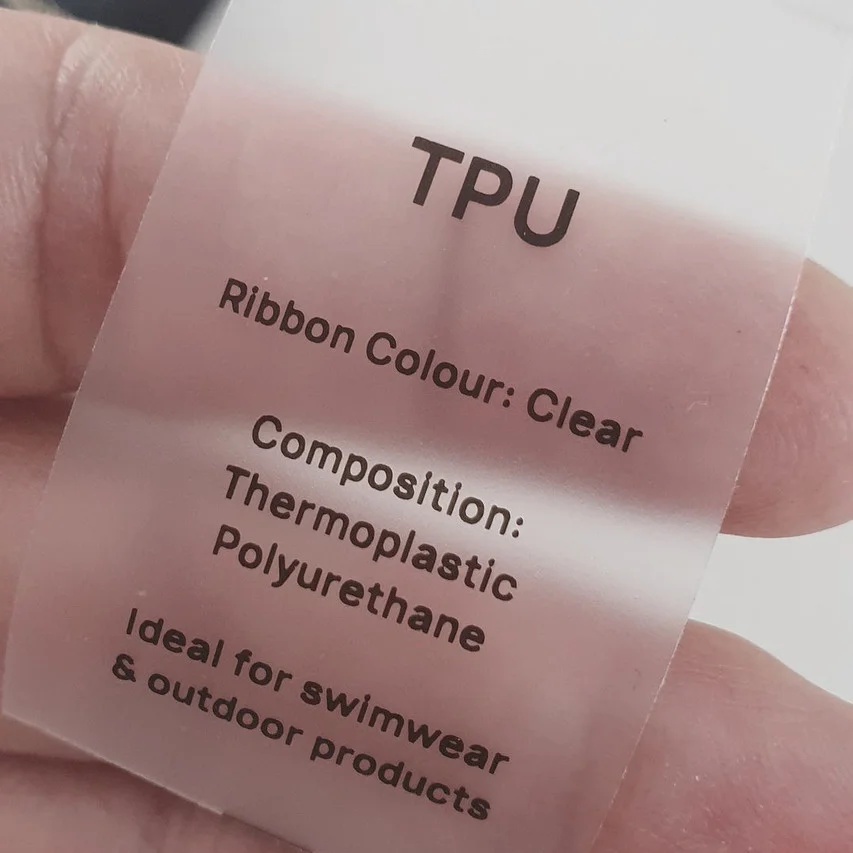 TPU
Ribbon Colour: Clear
Composition:
Thermoplastic
Polyurethane
Ideal for swimwear
& outdoor products